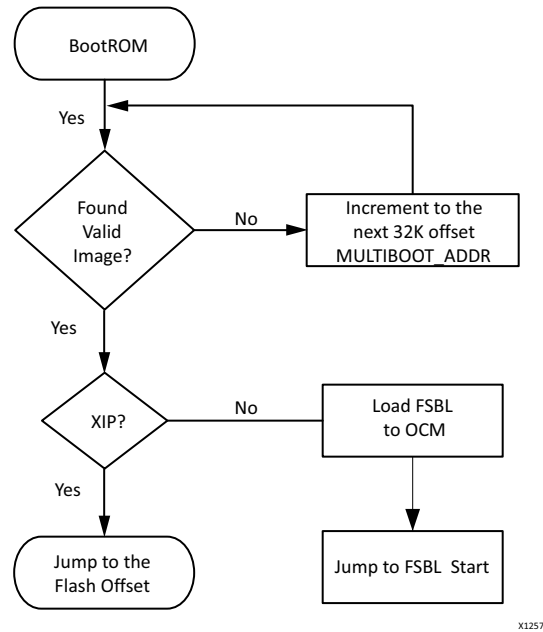 BootROM
Yes
Found
Valid
Image?
No
Increment to the
next 32K offset
MULTIBOOT_ADDR
Yes
XIP?
No
Load FSBL
to OCM
Yes
Jump to the
Flash Offset
Jump to FSBL Start
X1257